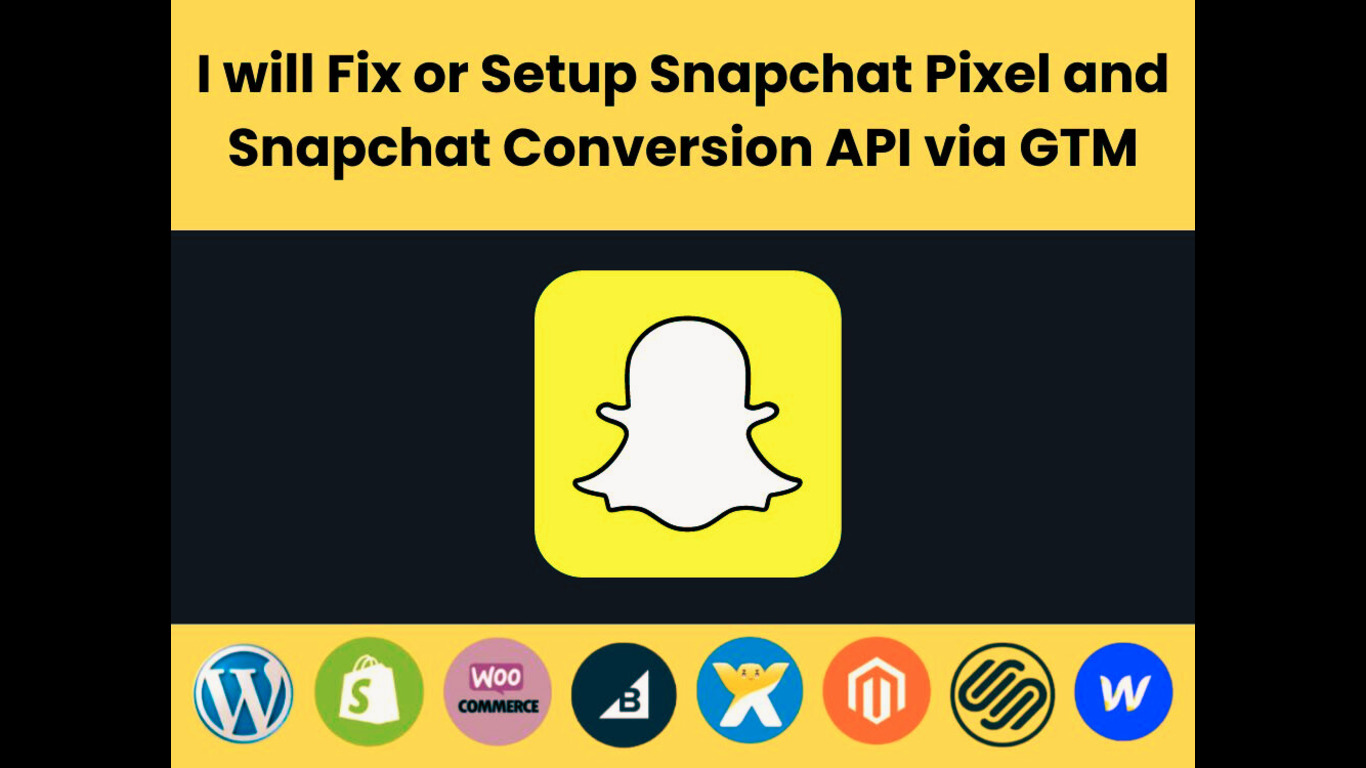 I will Fix or Setup Snapchat Pixel and
Snapchat Conversion API via GTM
W
S
WOO
COMMERCE
B
W